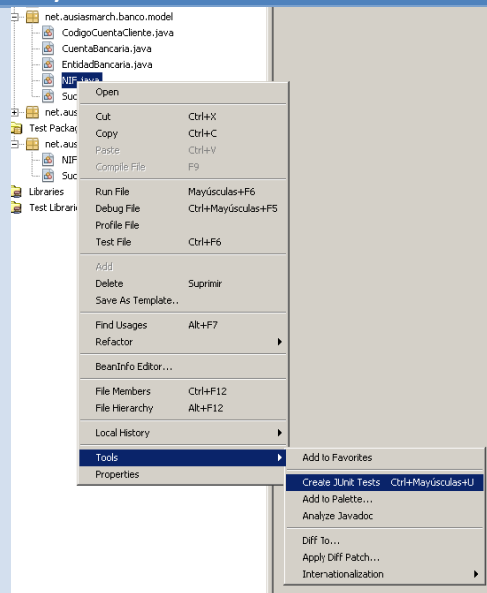 net.ausiasmarch.banco.model
CodigoCuentaCliente.java
CuentaBancaria.java
EntidadBancaria.java
NIF.java
Suc
net.aus
Test Packag
net.aus
NIF
Suc
Libraries
Test Librari
Open
Cut Ctrl+X
Copy Ctrl+C
Paste Ctrl+V
Compile File F9
Run File Mayúsculas+F6
Debug File Ctrl+Mayúsculas+F5
Profile File
Test File Ctrl+F6
Add
Delete Suprimir
Save As Template..
Find Usages Alt+F7
Refactor
BeanInfo Editor...
File Members Ctrl+F12
File Hierarchy Alt+F12
Local History
Tools
Properties
Add to Favorites
Create JUnit Tests Ctrl+Mayúsculas+U
Add to Palette...
Analyze Javadoc
Diff To...
Apply Diff Patch...
Internationalization